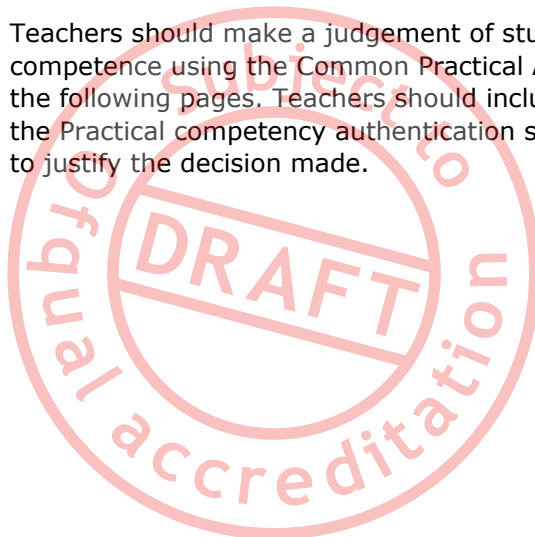 Teachers should make a judgement of stu
competence using the Common Practical A
the following pages. Teachers should inclu
the Practical competency authentication s
to justify the decision made.
Subject to
Ofqual accreditation
DRAFT